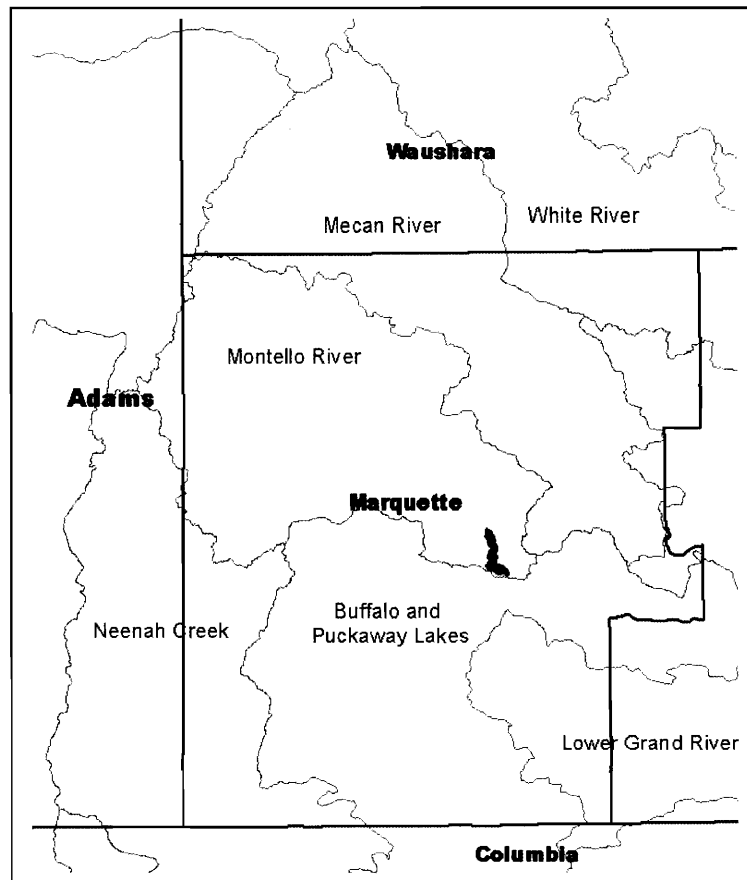 Waushara
White River
Mecan River
Montello River
Adams
Marquette
Buffalo and
Puckaway Lakes
Neenah Creek
Lower Grand River
Columbia